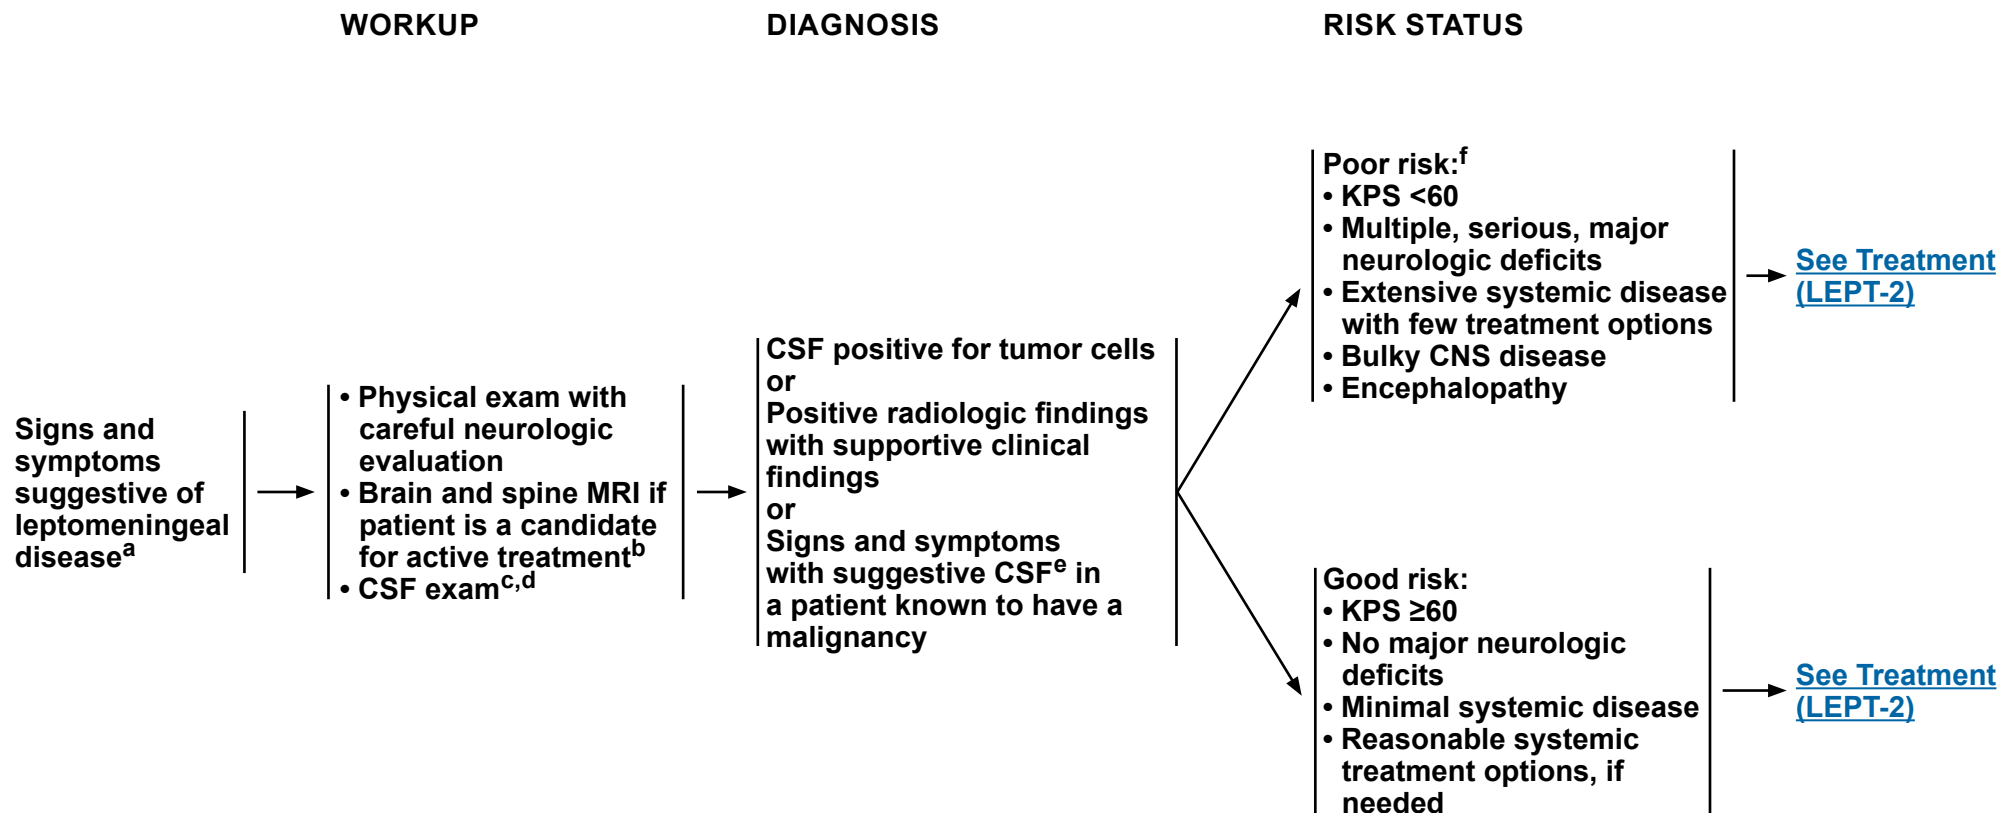 WORKUP
DIAGNOSIS
RISK STATUS
Signs and
symptoms
suggestive of
leptomeningeal
diseaseᵃ
• Physical exam with
careful neurologic
evaluation
• Brain and spine MRI if
patient is a candidate
for active treatmentᵇ
• CSF examᶜ,ᵈ
CSF positive for tumor cells
or
Positive radiologic findings
with supportive clinical
findings
or
Signs and symptoms
with suggestive CSFᵉ in
a patient known to have a
malignancy
Poor risk:ᶠ
• KPS <60
• Multiple, serious, major
neurologic deficits
• Extensive systemic disease
with few treatment options
• Bulky CNS disease
• Encephalopathy
See Treatment
(LEPT-2)
Good risk:
• KPS ≥60
• No major neurologic
deficits
• Minimal systemic disease
• Reasonable systemic
treatment options, if
needed
See Treatment
(LEPT-2)